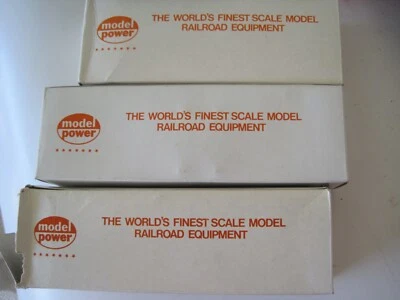 model
power
THE WORLD'S FINEST SCALE MODEL
RAILROAD EQUIPMENT
model
power
THE WORLD'S FINEST SCALE MODEL
RAILROAD EQUIPMENT
model
power
THE WORLD'S FINEST SCALE MODEL
RAILROAD EQUIPMENT